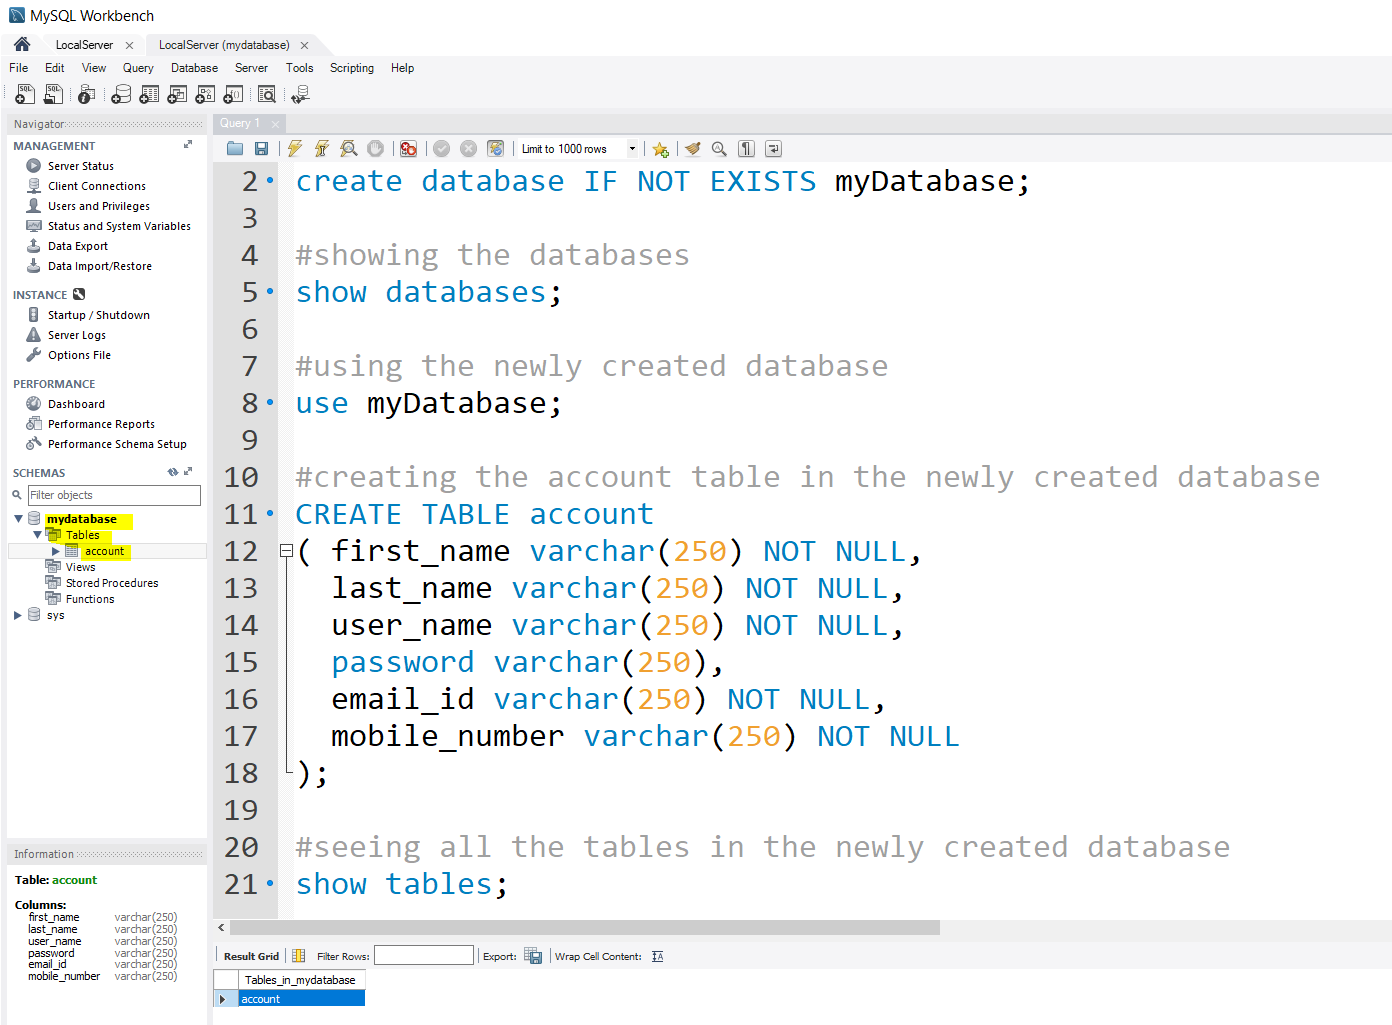 MySQL Workbench
LocalServer ×
LocalServer (mydatabase) ×
File Edit View Query Database Server Tools Scripting Help
Navigator
MANAGEMENT
Server Status
Client Connections
Users and Privileges
Status and System Variables
Data Export
Data Import/Restore
INSTANCE
Startup / Shutdown
Server Logs
Options File
PERFORMANCE
Dashboard
Performance Reports
Performance Schema Setup
SCHEMAS
Filter objects
mydatabase
Tables
account
Views
Stored Procedures
Functions
sys
Information
Table: account
Columns:
first_name varchar(250)
last_name varchar(250)
user_name varchar(250)
password varchar(250)
email_id varchar(250)
mobile_number varchar(250)
Query 1 ×
Limit to 1000 rows
2 create database IF NOT EXISTS myDatabase;
3
4 #showing the databases
5 show databases;
6
7 #using the newly created database
8 use myDatabase;
9
10 #creating the account table in the newly created database
11 CREATE TABLE account
12 ( first_name varchar(250) NOT NULL,
13 last_name varchar(250) NOT NULL,
14 user_name varchar(250) NOT NULL,
15 password varchar(250),
16 email_id varchar(250) NOT NULL,
17 mobile_number varchar(250) NOT NULL
18 );
19
20 #seeing all the tables in the newly created database
21 show tables;
Result Grid Filter Rows: Export: Wrap Cell Content:
Tables_in_mydatabase
account